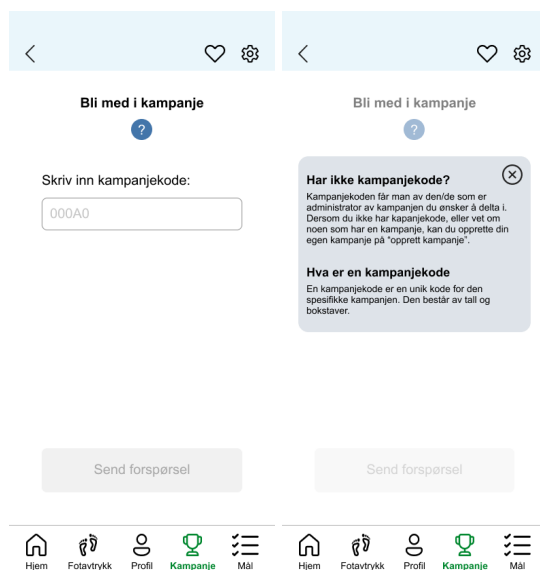 Bli med i kampanje
?
Skriv inn kampanjekode:
000A0
Send forspørsel
Hjem Fotavtrykk Profil Kampanje Mål
Bli med i kampanje
?
Har ikke kampanjekode?
Kampanjekoden får man av den/de som er
administrator av kampanjen du ønsker å delta i.
Dersom du ikke har kapanjekode, eller vet om
noen som har en kampanje, kan du opprette din
egen kampanje på “opprett kampanje”.
Hva er en kampanjekode
En kampanjekode er en unik kode for den
spesifikke kampanjen. Den består av tall og
bokstaver.
Send forspørsel
Hjem Fotavtrykk Profil Kampanje Mål